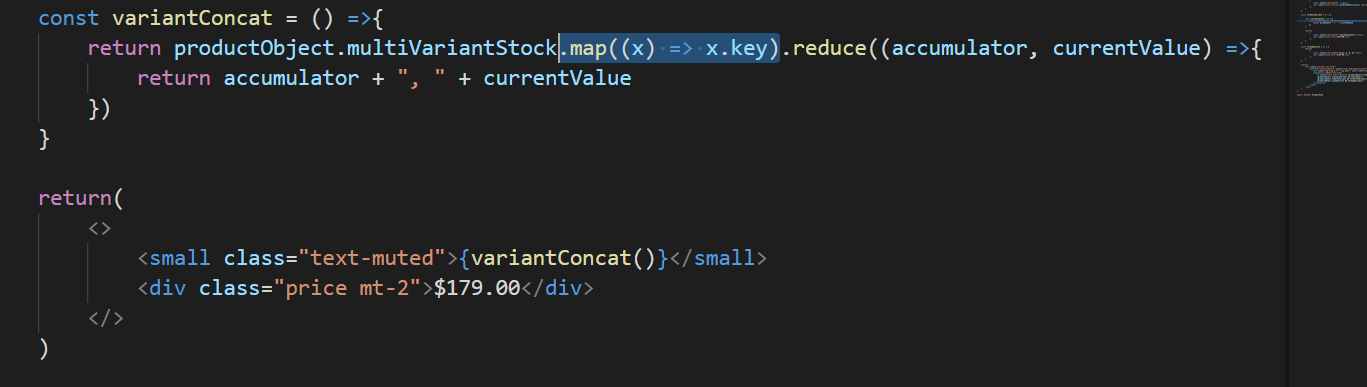 const variantConcat = () =>{
return productObject.multiVariantStock.map((x) => x.key).reduce((accumulator, currentValue) =>{
return accumulator + ", " + currentValue
})
}
return(
<>
<small class="text-muted">{variantConcat()}</small>
<div class="price mt-2">$179.00</div>
</>
)